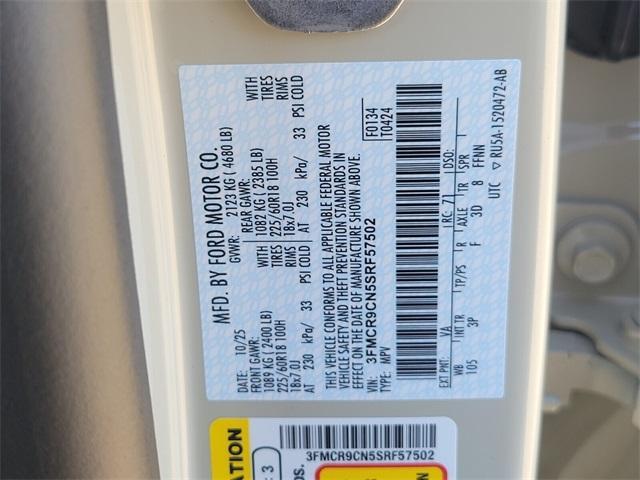 MFD. BY FORD MOTOR CO.
DATE: 10/25
GVWR: 2123 KG ( 4680 LB)
FRONT GAWR: 1089 KG ( 2400 LB)
REAR GAWR: 1082 KG ( 2385 LB)
225/60R18 100H
WITH TIRES
225/60R18 100H
WITH TIRES
18x7.0J
RIMS
18x7.0J
RIMS
AT 230 kPa/ 33 PSI COLD
AT 230 kPa/ 33 PSI COLD
THIS VEHICLE CONFORMS TO ALL APPLICABLE FEDERAL MOTOR
VEHICLE SAFETY AND THEFT PREVENTION STANDARDS IN
EFFECT ON THE DATE OF MANUFACTURE SHOWN ABOVE.
F0134
T0424
VIN: 3FMCR9CN5SRF57502
TYPE: MPV
EXT PNT: VA RC: 71 DSO:
WB INT TR TP/PS R AXLE TR SPR
105 3P F 3D 8 FFNN
UTC ▽ RU5A-1520472-AB
3FMCR9CN5SRF57502